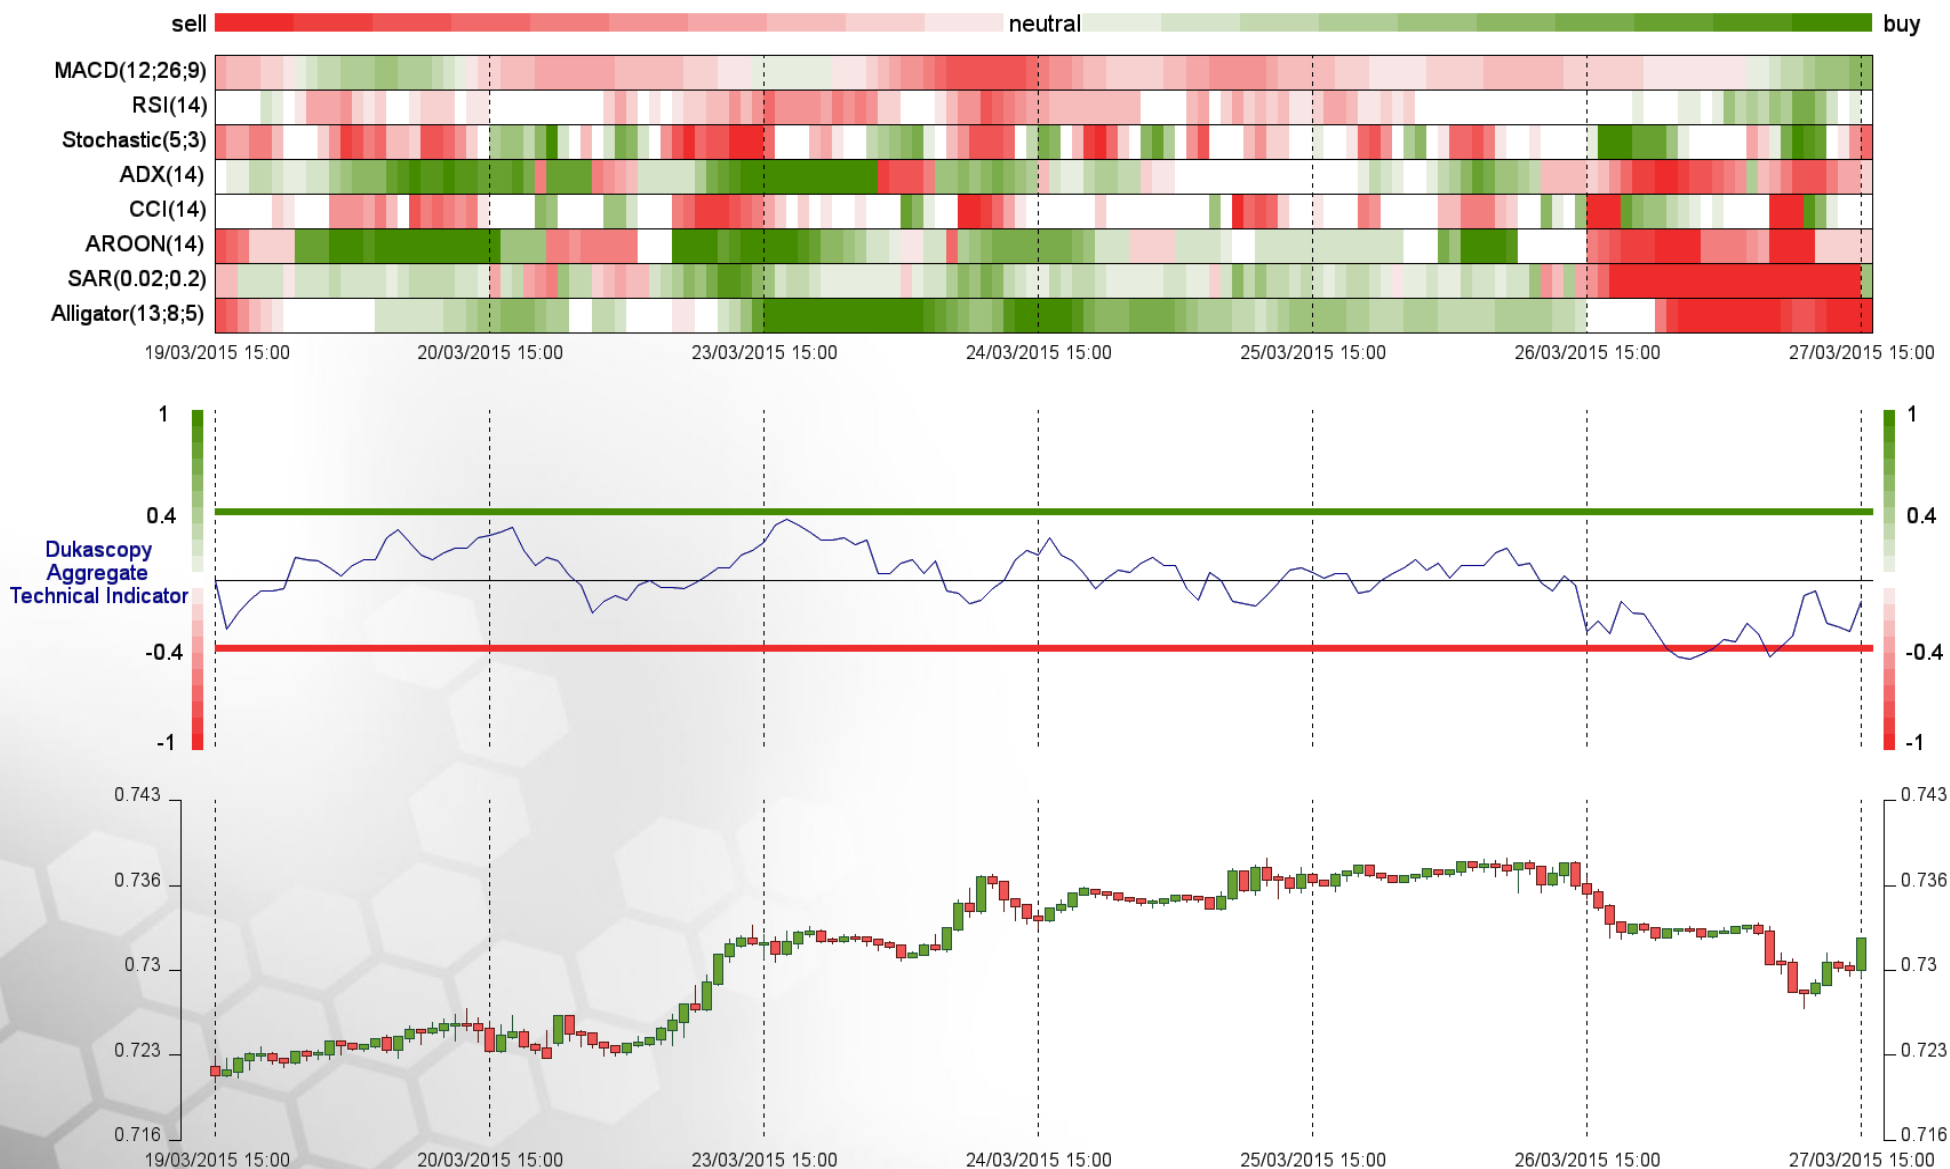 sell neutral buy
MACD(12;26;9)
RSI(14)
Stochastic(5;3)
ADX(14)
CCI(14)
AROON(14)
SAR(0.02;0.2)
Alligator(13;8;5)
19/03/2015 15:00 20/03/2015 15:00 23/03/2015 15:00 24/03/2015 15:00 25/03/2015 15:00 26/03/2015 15:00 27/03/2015 15:00
1 1
0.4 0.4
Dukascopy
Aggregate
Technical Indicator
-0.4 -0.4
-1 -1
0.743 0.743
0.736 0.736
0.73 0.73
0.723 0.723
0.716 0.716
19/03/2015 15:00 20/03/2015 15:00 23/03/2015 15:00 24/03/2015 15:00 25/03/2015 15:00 26/03/2015 15:00 27/03/2015 15:00